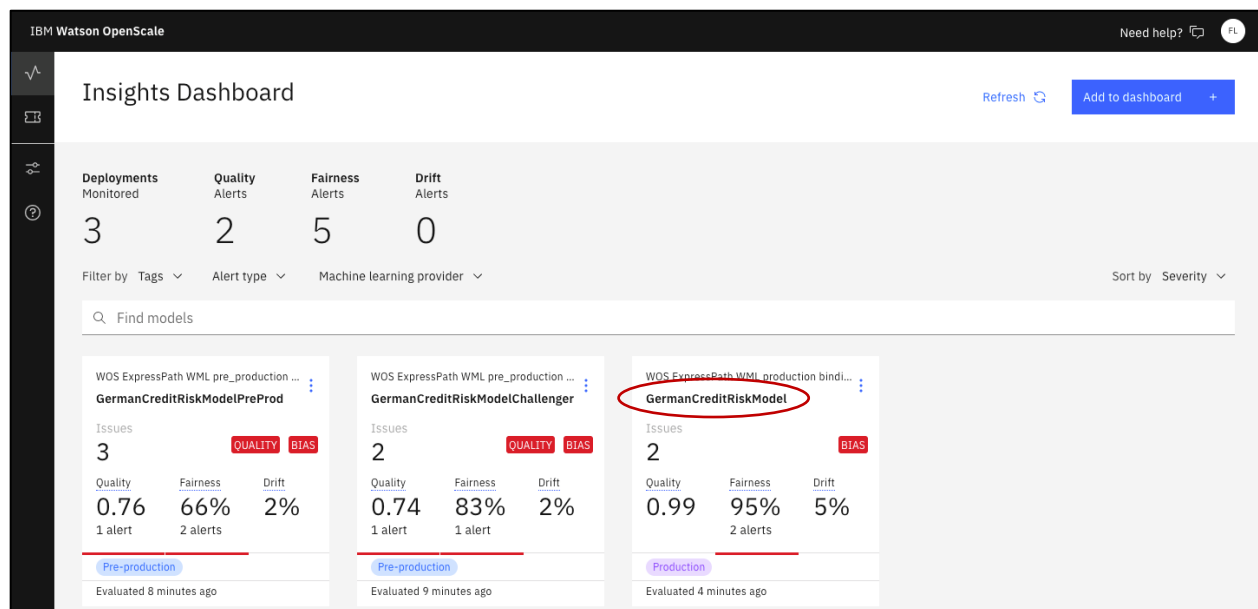 IBM Watson OpenScale
Need help?
FL
Insights Dashboard
Refresh
Add to dashboard +
Deployments
Monitored
3
Quality
Alerts
2
Fairness
Alerts
5
Drift
Alerts
0
Filter by Tags
Alert type
Machine learning provider
Sort by Severity
Find models
WOS ExpressPath WML pre_production ...
GermanCreditRiskModelPreProd
Issues
3
QUALITY BIAS
Quality Fairness Drift
0.76 66% 2%
1 alert 2 alerts
Pre-production
Evaluated 8 minutes ago
WOS ExpressPath WML pre_production ...
GermanCreditRiskModelChallenger
Issues
2
QUALITY BIAS
Quality Fairness Drift
0.74 83% 2%
1 alert 1 alert
Pre-production
Evaluated 9 minutes ago
WOS ExpressPath WML production bindi...
GermanCreditRiskModel
Issues
2
BIAS
Quality Fairness Drift
0.99 95% 5%
2 alerts
Production
Evaluated 4 minutes ago